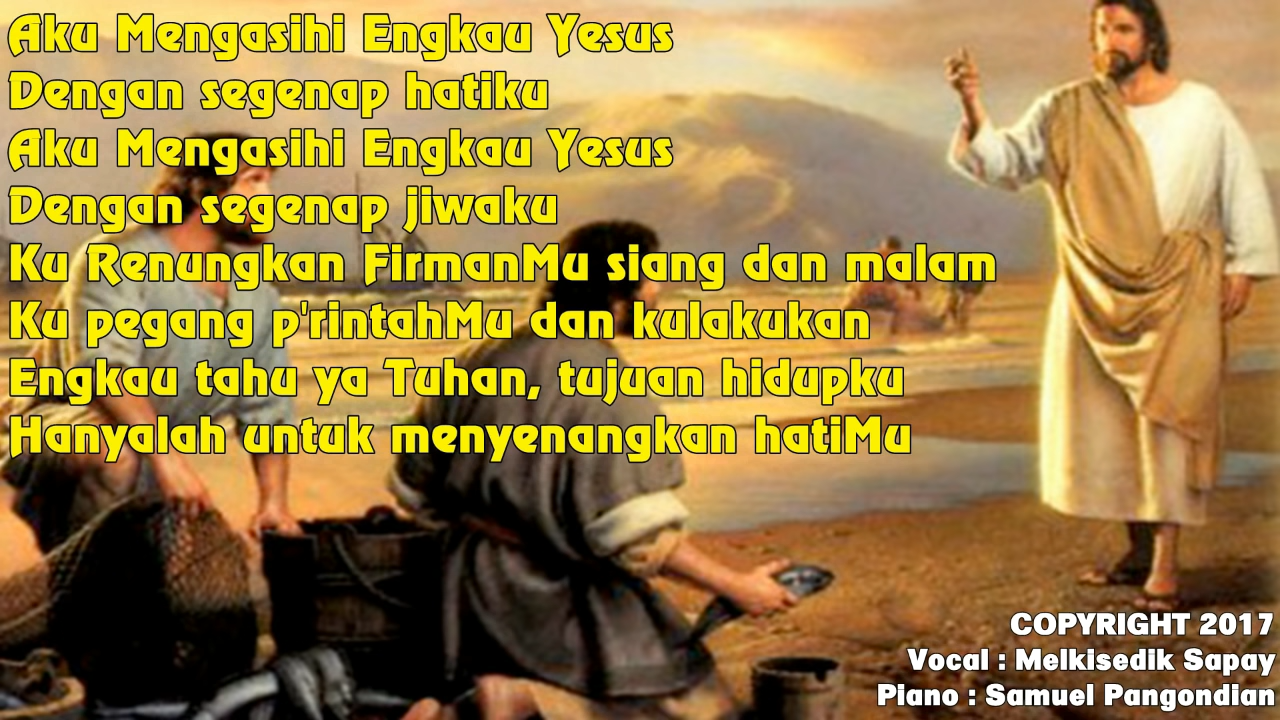 Aku Mengasihi Engkau Yesus
Dengan segenap hatiku
Aku Mengasihi Engkau Yesus
Dengan segenap jiwaku
Ku Renungkan FirmanMu siang dan malam
Ku pegang p'rintahMu dan kulakukan
Engkau tahu ya Tuhan, tujuan hidupku
Hanyalah untuk menyenangkan hatiMu
COPYRIGHT 2017
Vocal : Melkisedik Sapay
Piano : Samuel Pangondian